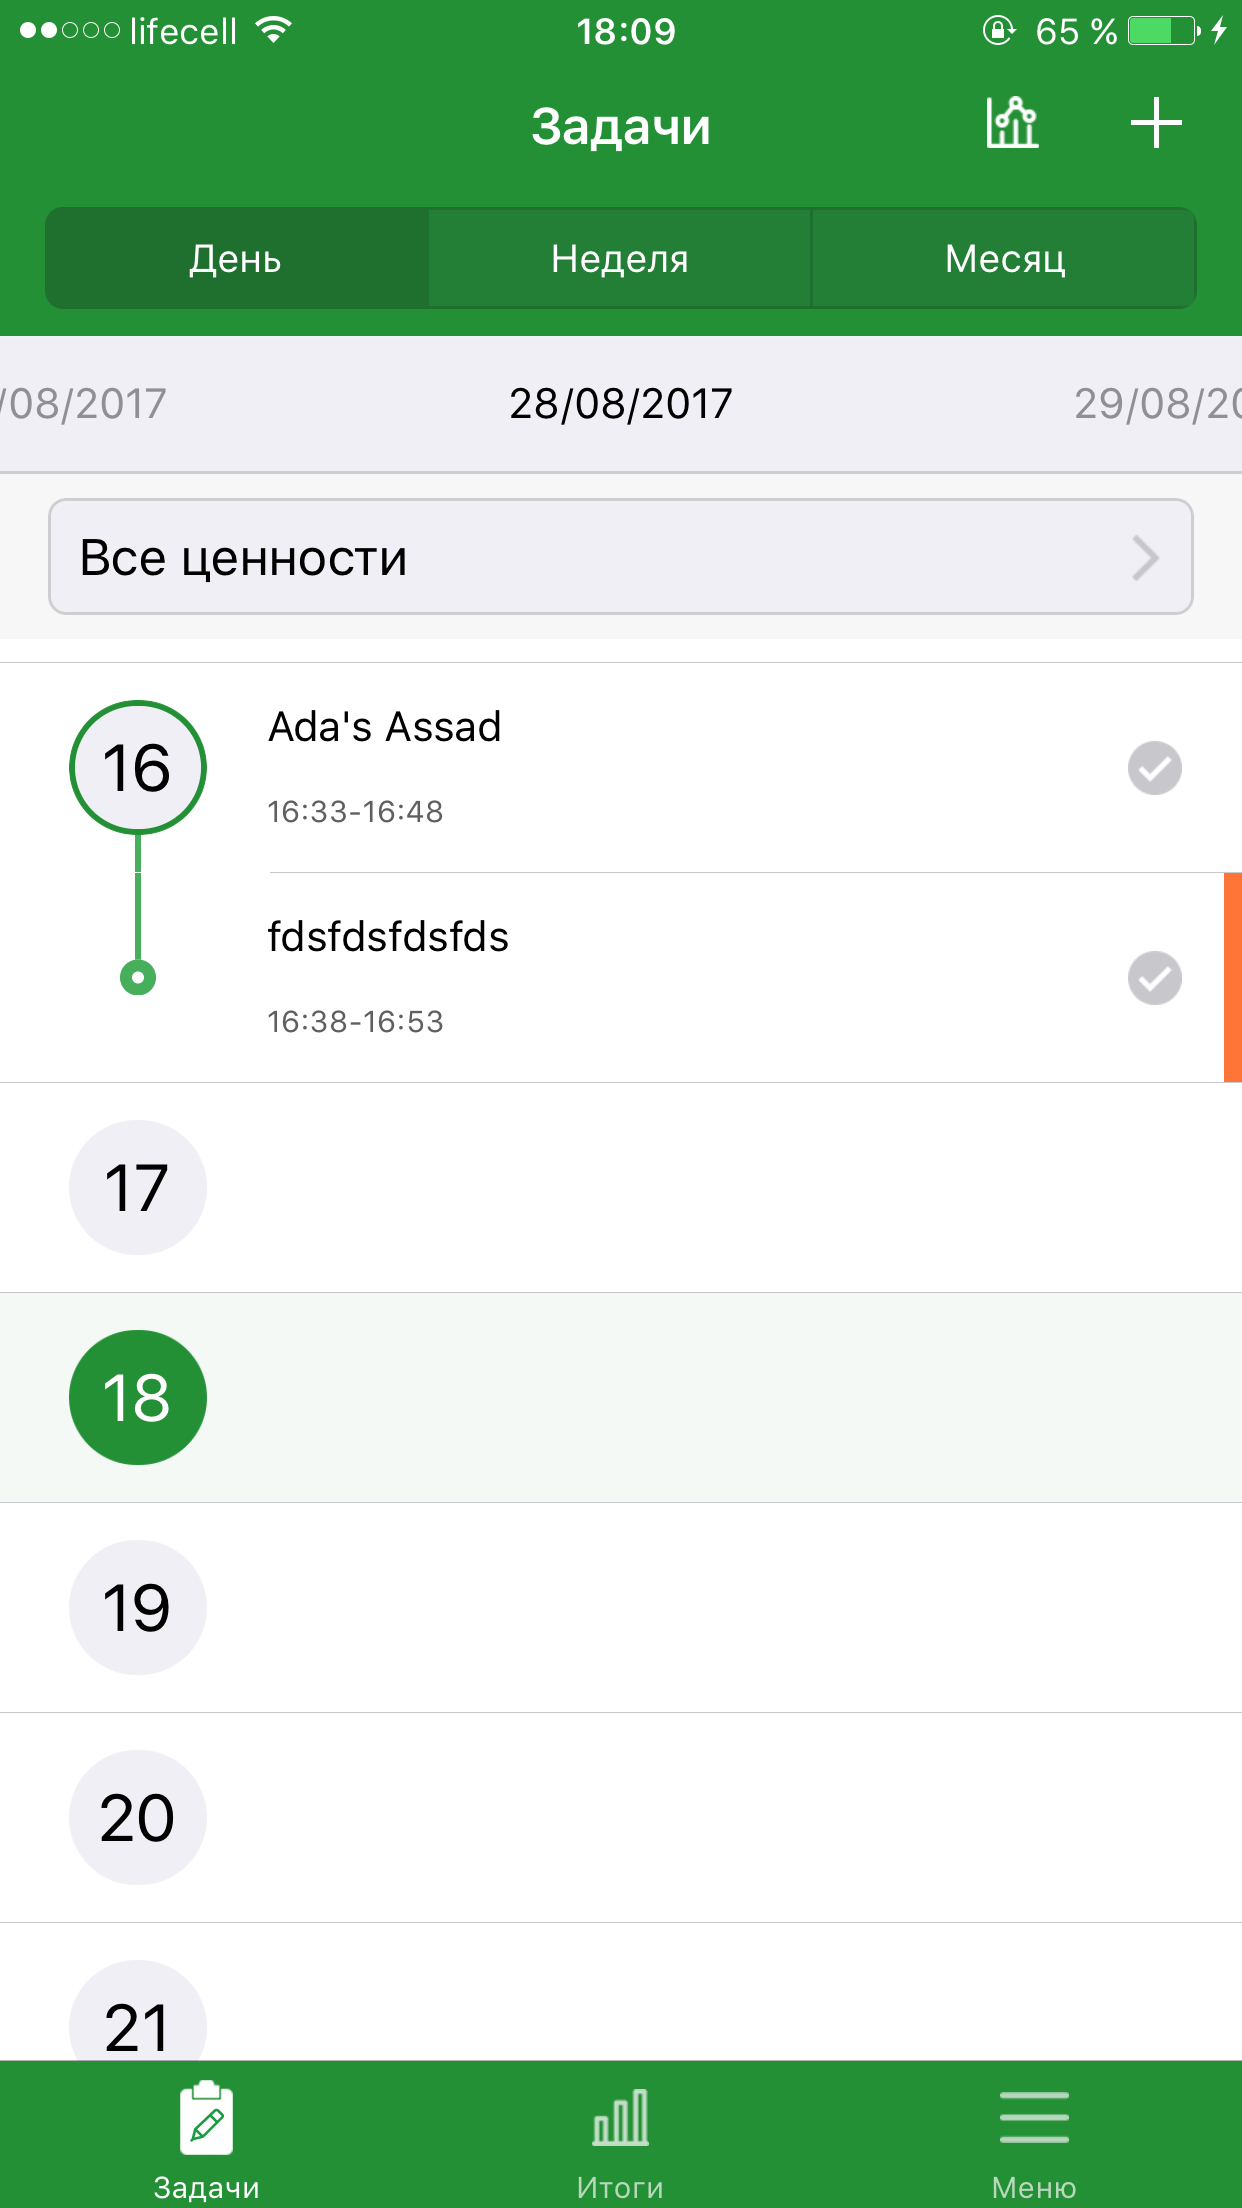 lifecell 18:09 65 %
Задачи
День Неделя Месяц
/08/2017 28/08/2017 29/08/20
Все ценности
16 Ada's Assad
16:33-16:48
fdsfdsfdsfds
16:38-16:53
17
18
19
20
21
Задачи Итоги Меню